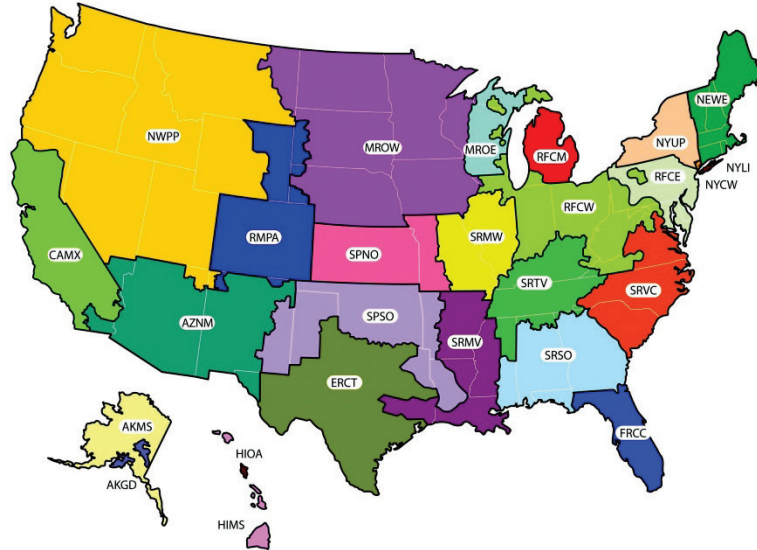 NWPP
MROW
MROE
RFCM
NEWE
NYUP
NYLI
NYCW
RFCE
RFCW
CAMX
RMPA
SPNO
SRMW
SRTV
SRVC
AZNM
SPSO
SRMV
SRSO
ERCT
FRCC
AKMS
AKGD
HIOA
HIMS